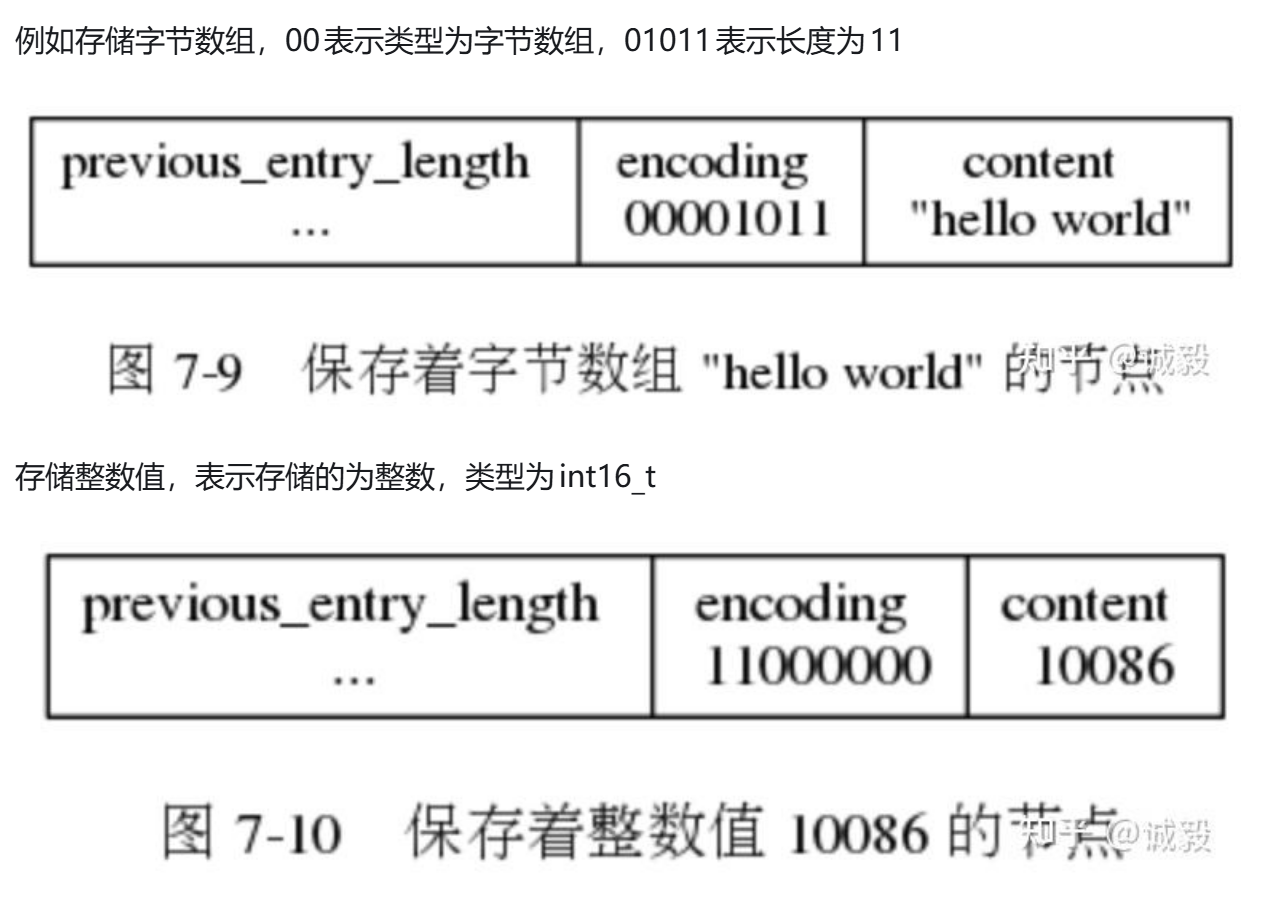 例如存储字节数组，00表示类型为字节数组，01011表示长度为11
previous_entry_length encoding content
... 00001011 "hello world"
图 7-9 保存着字节数组 "hello world" 的节点
知乎 @诚毅
存储整数值，表示存储的为整数，类型为int16_t
previous_entry_length encoding content
... 11000000 10086
图 7-10 保存着整数值 10086 的节点
知乎 @诚毅